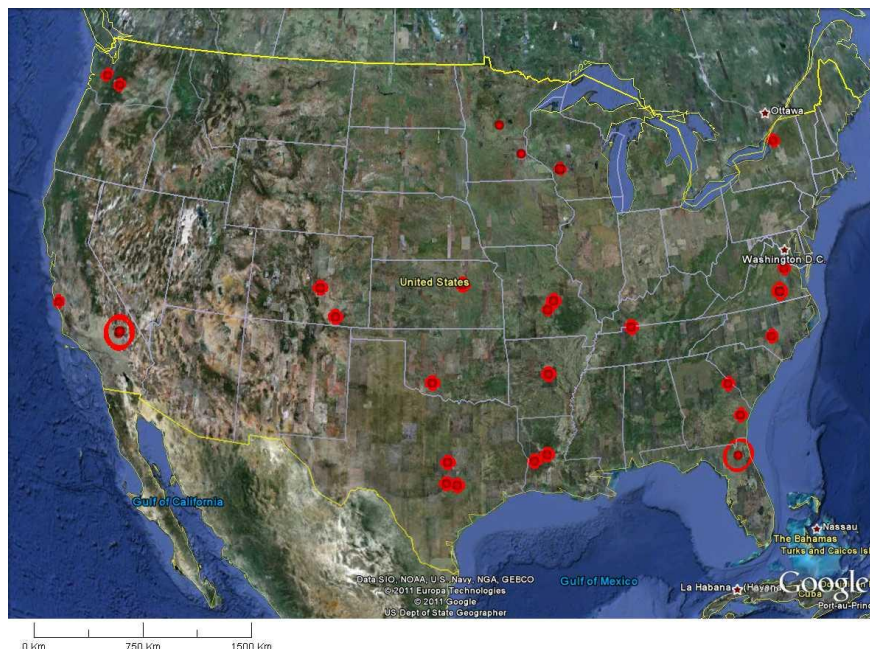 Ottawa
Washington D.C.
United States
Gulf of California
Nassau
The Bahamas
Turks and Caicos Isl
Data SIO, NOAA, U.S. Navy, NGA, GEBCO
© 2011 Europa Technologies
© 2011 Google
US Dept of State Geographer
Gulf of Mexico
La Habana
Google
Cuba
Port-au-Princ
0 Km 750 Km 1500 Km